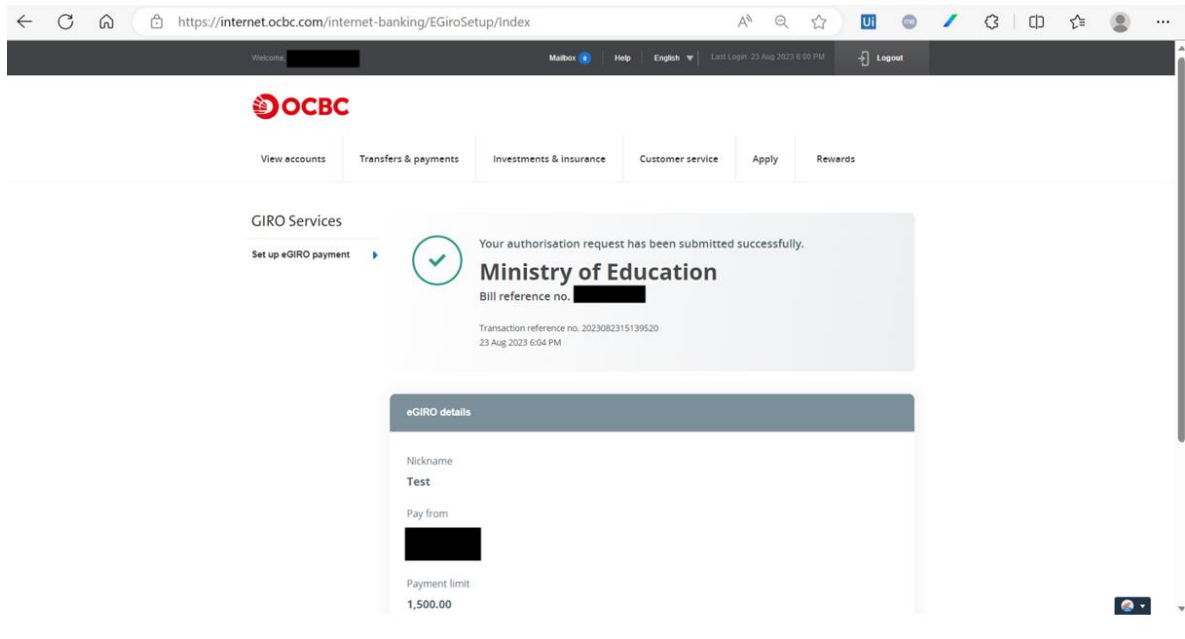 https://internet.ocbc.com/internet-banking/EGiroSetup/Index
Welcome,
Mailbox
Help
English
Last Login: 23 Aug 2023 6:00 PM
Logout
OCBC
View accounts
Transfers & payments
Investments & insurance
Customer service
Apply
Rewards
GIRO Services
Set up eGIRO payment
Your authorisation request has been submitted successfully.
Ministry of Education
Bill reference no.
Transaction reference no. 2023082315139520
23 Aug 2023 6:04 PM
eGIRO details
Nickname
Test
Pay from
Payment limit
1,500.00